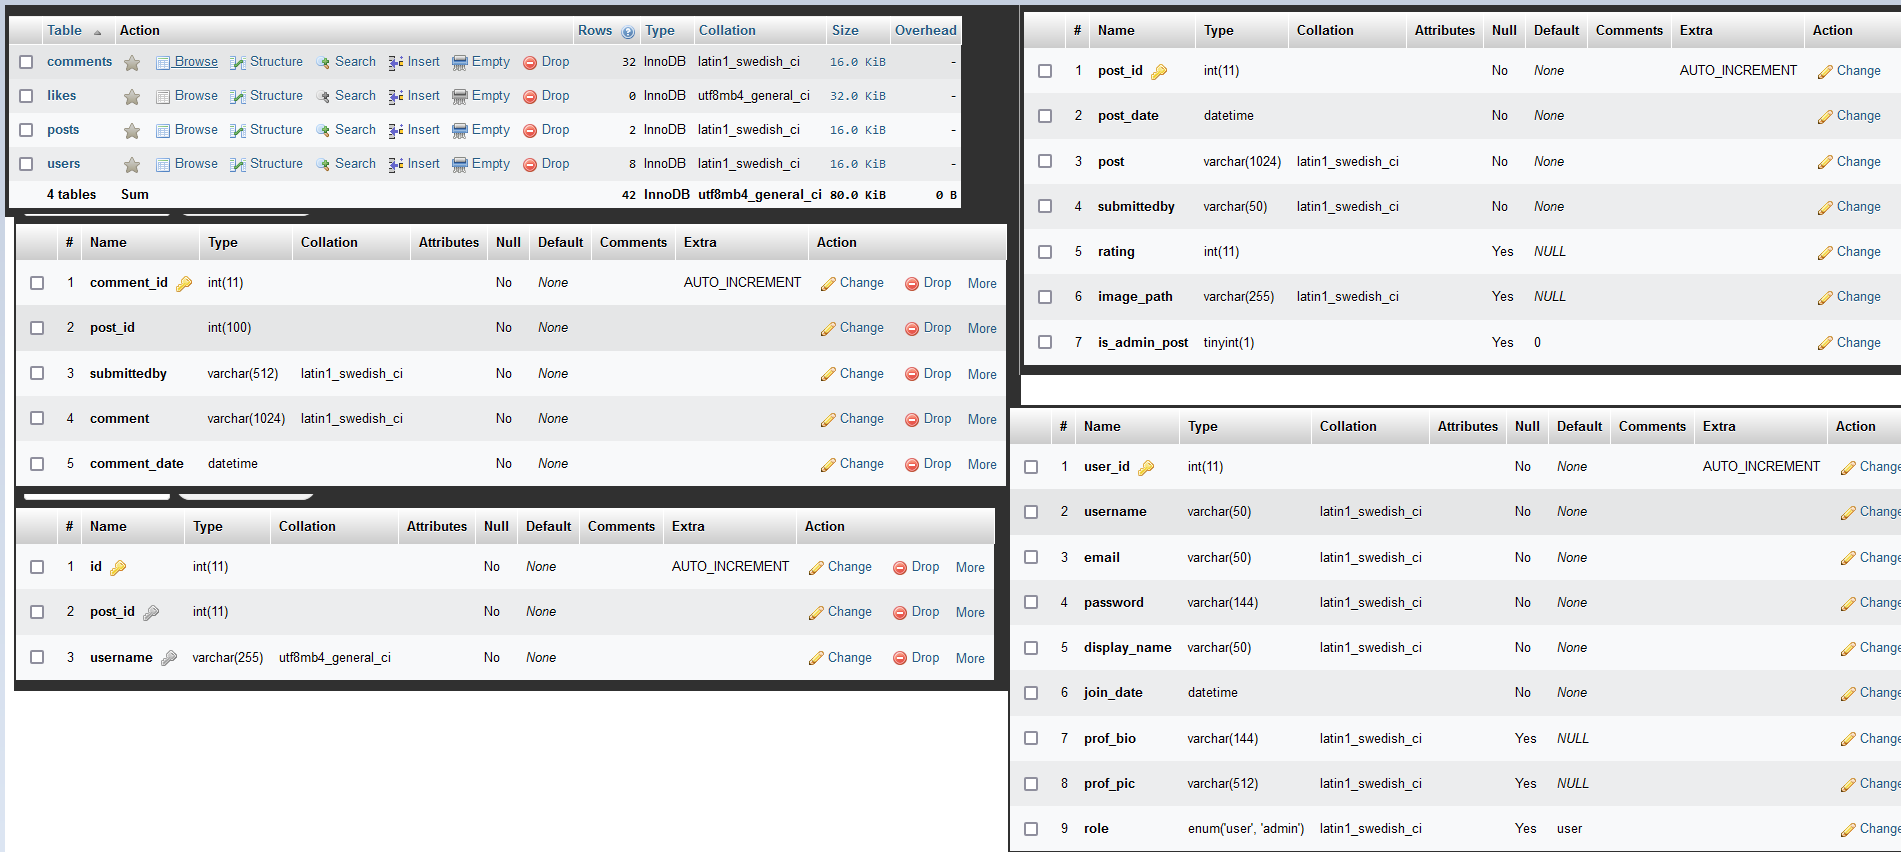 Table Action Rows Type Collation Size Overhead
comments Browse Structure Search Insert Empty Drop 32 InnoDB latin1_swedish_ci 16.0 KiB -
likes Browse Structure Search Insert Empty Drop 0 InnoDB utf8mb4_general_ci 32.0 KiB -
posts Browse Structure Search Insert Empty Drop 2 InnoDB latin1_swedish_ci 16.0 KiB -
users Browse Structure Search Insert Empty Drop 8 InnoDB latin1_swedish_ci 16.0 KiB -
4 tables Sum 42 InnoDB utf8mb4_general_ci 80.0 KiB 0 B
# Name Type Collation Attributes Null Default Comments Extra Action
1 comment_id int(11) No None AUTO_INCREMENT Change Drop More
2 post_id int(100) No None Change Drop More
3 submittedby varchar(512) latin1_swedish_ci No None Change Drop More
4 comment varchar(1024) latin1_swedish_ci No None Change Drop More
5 comment_date datetime No None Change Drop More
# Name Type Collation Attributes Null Default Comments Extra Action
1 id int(11) No None AUTO_INCREMENT Change Drop More
2 post_id int(11) No None Change Drop More
3 username varchar(255) utf8mb4_general_ci No None Change Drop More
# Name Type Collation Attributes Null Default Comments Extra Action
1 post_id int(11) No None AUTO_INCREMENT Change
2 post_date datetime No None Change
3 post varchar(1024) latin1_swedish_ci No None Change
4 submittedby varchar(50) latin1_swedish_ci No None Change
5 rating int(11) Yes NULL Change
6 image_path varchar(255) latin1_swedish_ci Yes NULL Change
7 is_admin_post tinyint(1) Yes 0 Change
# Name Type Collation Attributes Null Default Comments Extra Action
1 user_id int(11) No None AUTO_INCREMENT Change
2 username varchar(50) latin1_swedish_ci No None Change
3 email varchar(50) latin1_swedish_ci No None Change
4 password varchar(144) latin1_swedish_ci No None Change
5 display_name varchar(50) latin1_swedish_ci No None Change
6 join_date datetime No None Change
7 prof_bio varchar(144) latin1_swedish_ci Yes NULL Change
8 prof_pic varchar(512) latin1_swedish_ci Yes NULL Change
9 role enum('user', 'admin') latin1_swedish_ci Yes user Change